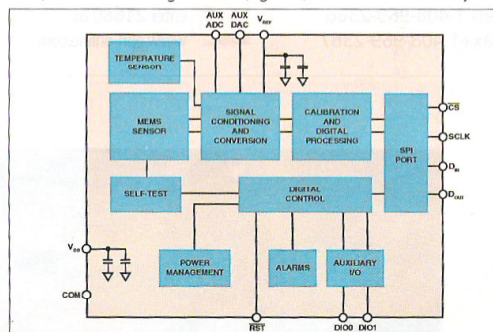 AUX
ADC
AUX
DAC
VREF
TEMPERATURE
SENSOR
MEMS
SENSOR
SIGNAL
CONDITIONING
AND
CONVERSION
CALIBRATION
AND
DIGITAL
PROCESSING
SPI
PORT
CS
SCLK
DIN
DOUT
SELF-TEST
DIGITAL
CONTROL
VDD
POWER
MANAGEMENT
ALARMS
AUXILIARY
I/O
COM
RST
DIO0
DIO1